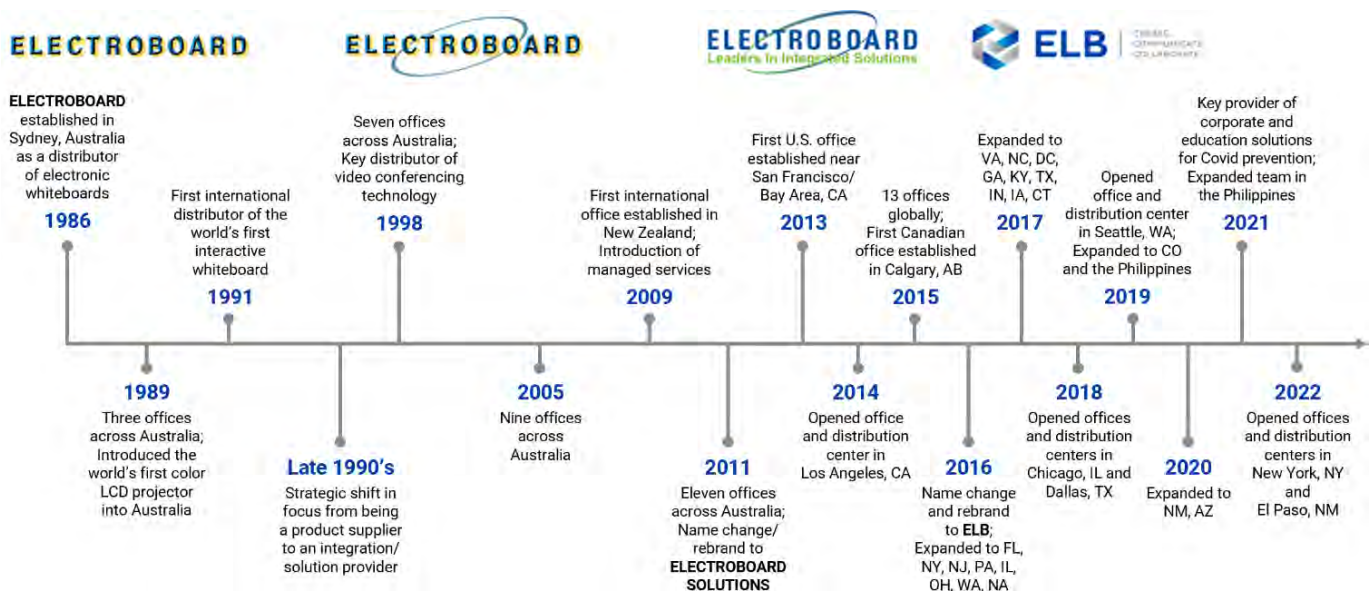 ELECTROBOARD
ELECTROBOARD
ELECTROBOARD
Leaders In Integrated Solutions
ELB
CREATE
COMMUNICATE
COLLABORATE
ELECTROBOARD
established in
Sydney, Australia
as a distributor
of electronic
whiteboards
1986
First international
distributor of the
world's first
interactive
whiteboard
1991
Seven offices
across Australia;
Key distributor of
video conferencing
technology
1998
First international
office established in
New Zealand;
Introduction of
managed services
2009
First U.S. office
established near
San Francisco/
Bay Area, CA
2013
13 offices
globally;
First Canadian
office established
in Calgary, AB
2015
Expanded to
VA, NC, DC,
GA, KY, TX,
IN, IA, CT
2017
Opened
office and
distribution center
in Seattle, WA;
Expanded to CO
and the Philippines
2019
Key provider of
corporate and
education solutions
for Covid prevention;
Expanded team in
the Philippines
2021
1989
Three offices
across Australia;
Introduced the
world's first color
LCD projector
into Australia
Late 1990's
Strategic shift in
focus from being
a product supplier
to an integration/
solution provider
2005
Nine offices
across
Australia
2011
Eleven offices
across Australia;
Name change/
rebrand to
ELECTROBOARD
SOLUTIONS
2014
Opened office
and distribution
center in
Los Angeles, CA
2016
Name change
and rebrand
to ELB;
Expanded to FL,
NY, NJ, PA, IL,
OH, WA, NA
2018
Opened offices
and distribution
centers in
Chicago, IL and
Dallas, TX
2020
Expanded to
NM, AZ
2022
Opened offices
and distribution
centers in
New York, NY
and
El Paso, NM